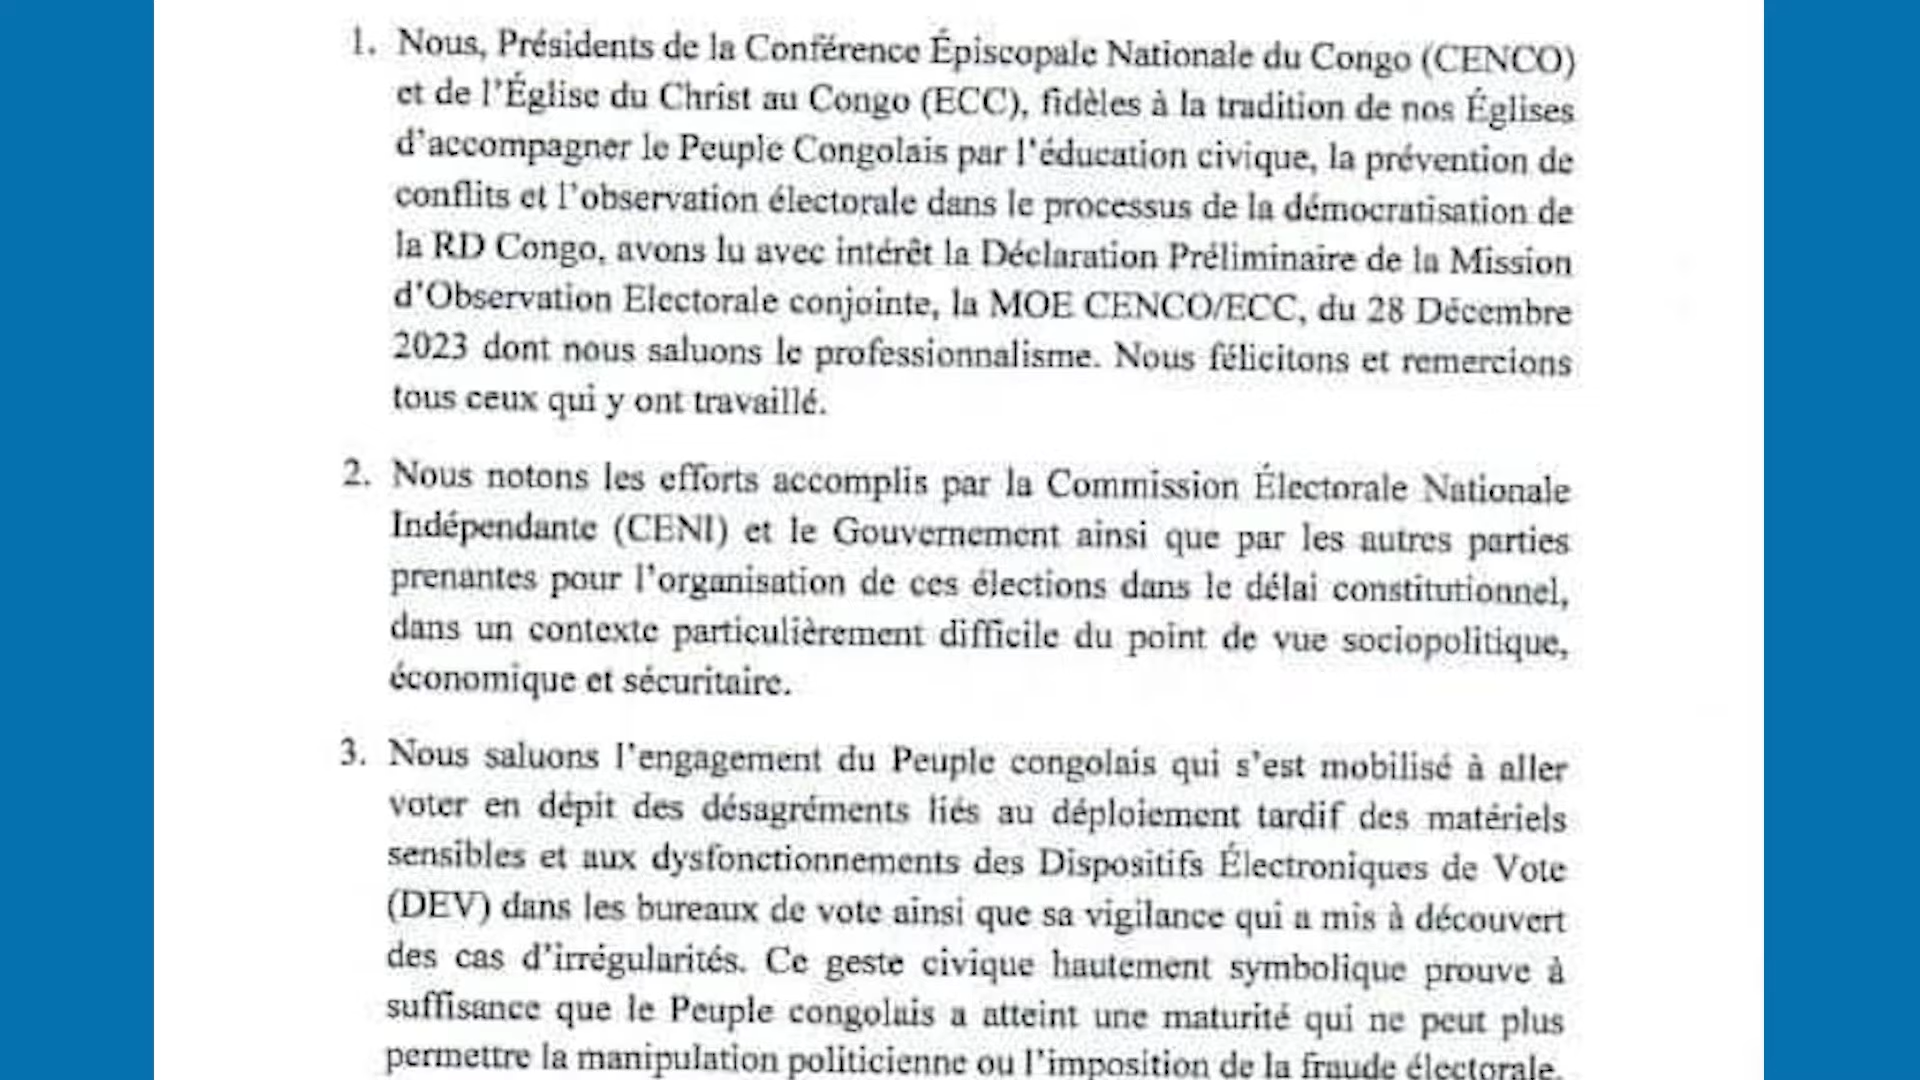 1. Nous, Présidents de la Conférence Épiscopale Nationale du Congo (CENCO)
et de l'Église du Christ au Congo (ECC), fidèles à la tradition de nos Églises
d'accompagner le Peuple Congolais par l'éducation civique, la prévention de
conflits et l'observation électorale dans le processus de la démocratisation de
la RD Congo, avons lu avec intérêt la Déclaration Préliminaire de la Mission
d'Observation Electorale conjointe, la MOE CENCO/ECC, du 28 Décembre
2023 dont nous saluons le professionnalisme. Nous félicitons et remercions
tous ceux qui y ont travaillé.
2. Nous notons les efforts accomplis par la Commission Électorale Nationale
Indépendante (CENI) et le Gouvernement ainsi que par les autres parties
prenantes pour l'organisation de ces élections dans le délai constitutionnel,
dans un contexte particulièrement difficile du point de vue sociopolitique,
économique et sécuritaire.
3. Nous saluons l'engagement du Peuple congolais qui s'est mobilisé à aller
voter en dépit des désagréments liés au déploiement tardif des matériels
sensibles et aux dysfonctionnements des Dispositifs Électroniques de Vote
(DEV) dans les bureaux de vote ainsi que sa vigilance qui a mis à découvert
des cas d'irrégularités. Ce geste civique hautement symbolique prouve à
suffisance que le Peuple congolais a atteint une maturité qui ne peut plus
permettre la manipulation politicienne ou l'imposition de la fraude électorale.